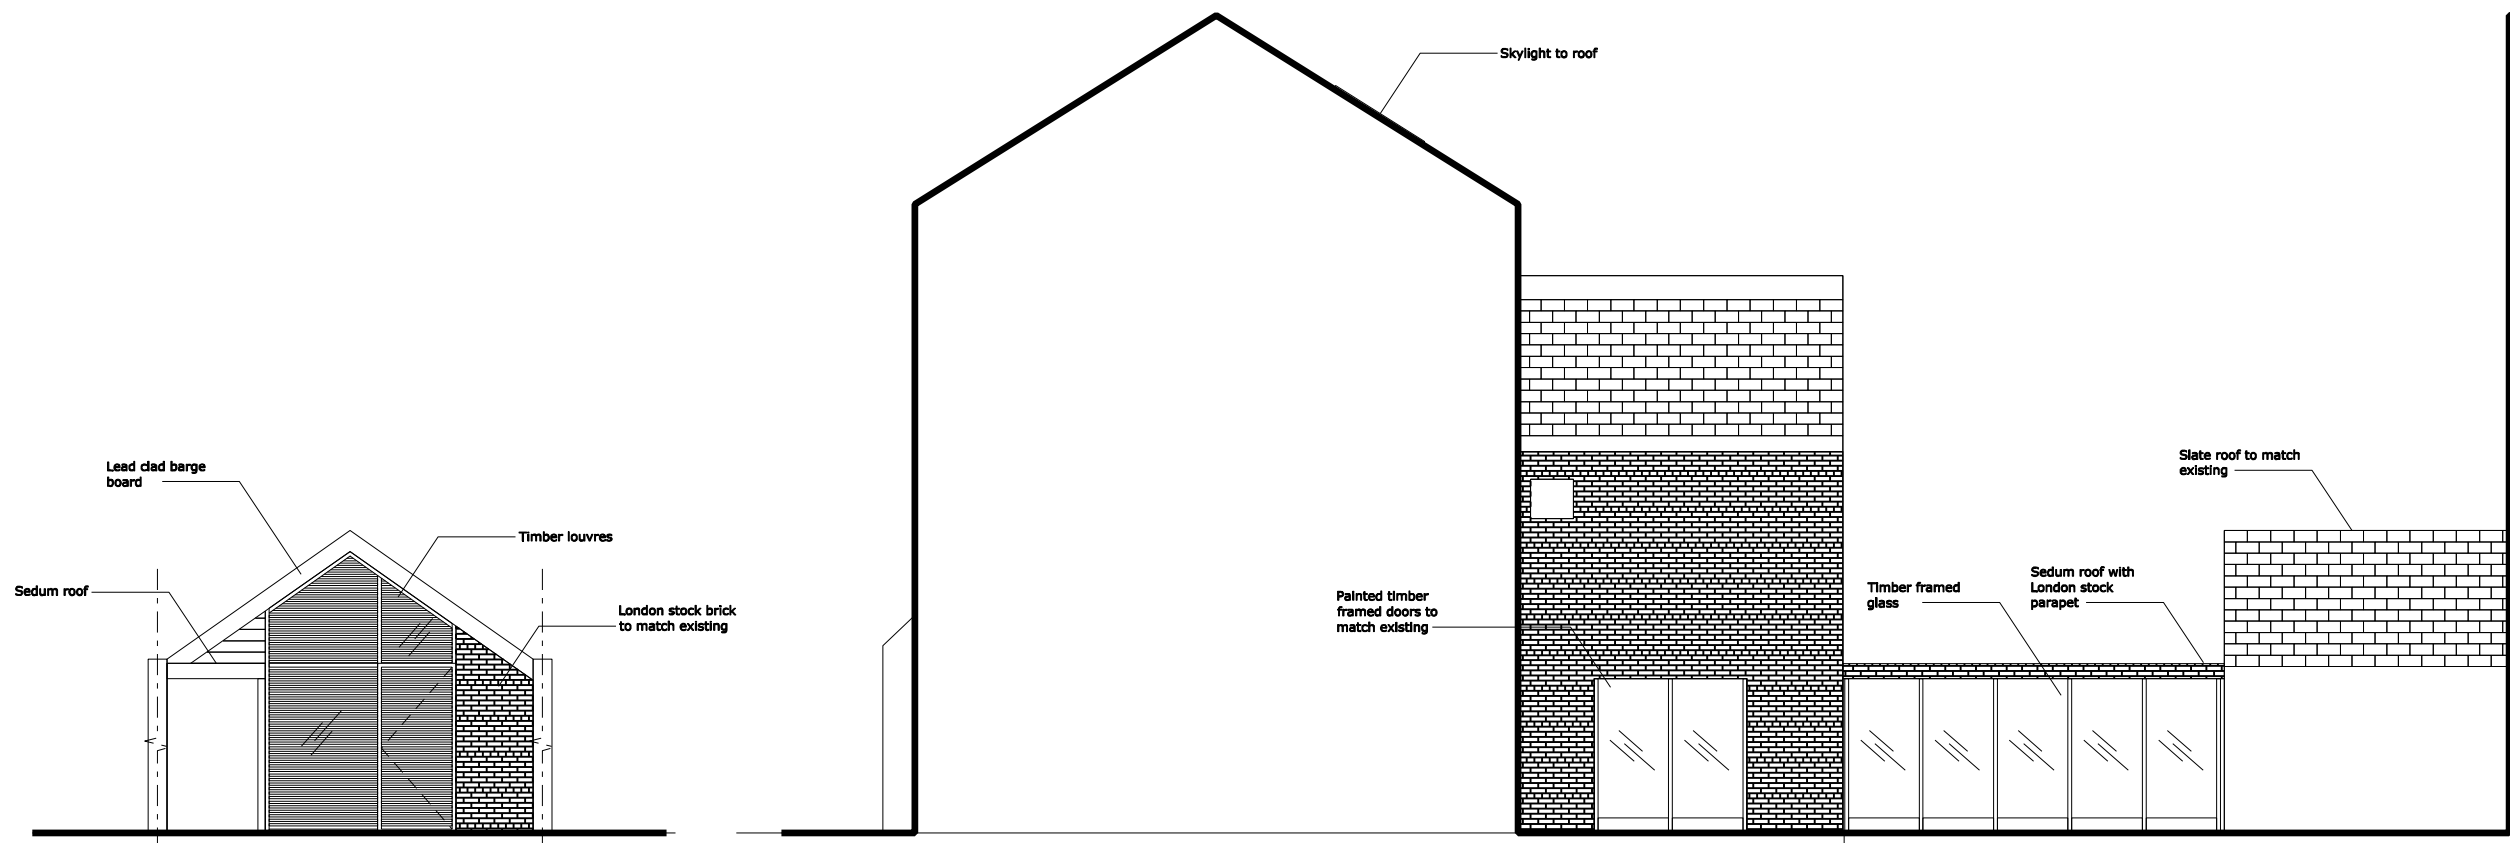 Skylight to roof
Lead clad barge
board
Timber louvres
Sedum roof
London stock brick
to match existing
Painted timber
framed doors to
match existing
Timber framed
glass
Sedum roof with
London stock
parapet
Slate roof to match
existing